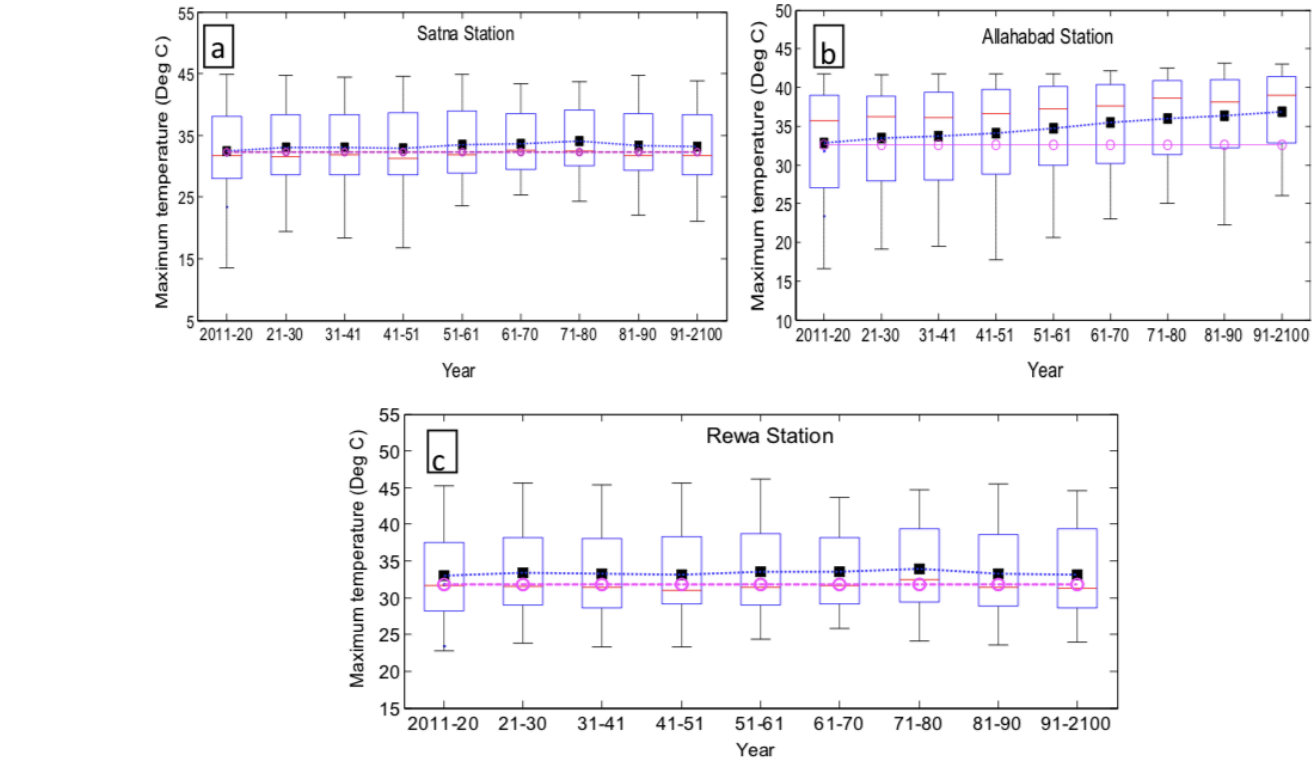 a
Satna Station
Maximum temperature (Deg C)
55
45
35
25
15
5
2011-20 21-30 31-41 41-51 51-61 61-70 71-80 81-90 91-2100
Year
b
Allahabad Station
Maximum temperature (Deg C)
50
45
40
35
30
25
20
15
10
2011-20 21-30 31-41 41-51 51-61 61-70 71-80 81-90 91-2100
Year
c
Rewa Station
Maximum temperature (Deg C)
55
50
45
40
35
30
25
20
15
2011-20 21-30 31-41 41-51 51-61 61-70 71-80 81-90 91-2100
Year